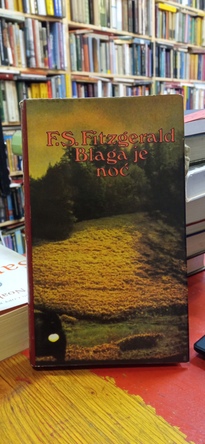 F.S. Fitzgerald
Blaga je
noć